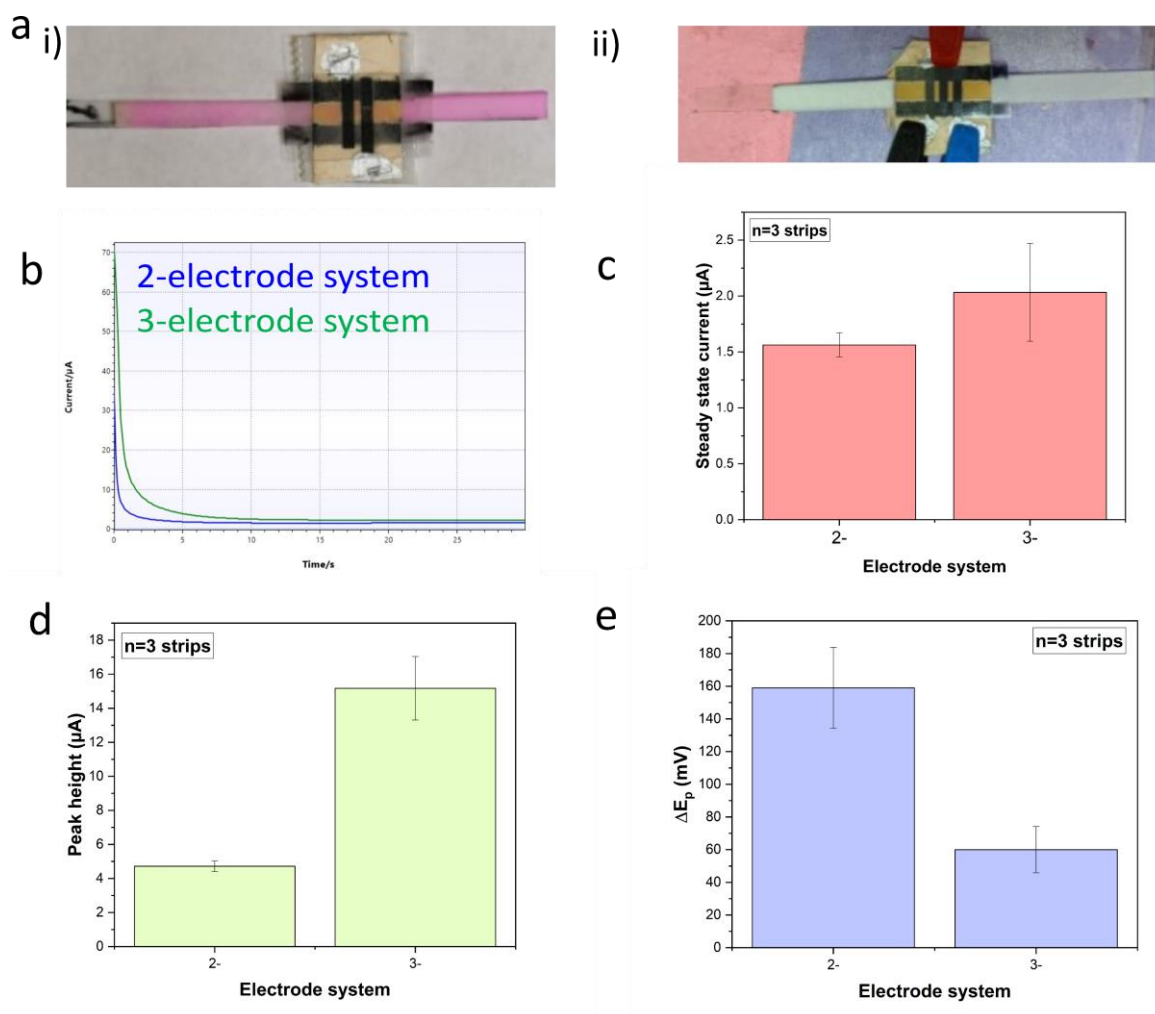 a
i)
ii)
b
2-electrode system
3-electrode system
70
60
50
40
30
20
10
0
Current/µA
0
5
10
15
20
25
Time/s
c
n=3 strips
2.5
2.0
1.5
1.0
0.5
0.0
Steady state current (µA)
2-
3-
Electrode system
d
n=3 strips
18
16
14
12
10
8
6
4
2
0
Peak height (µA)
2-
3-
Electrode system
e
n=3 strips
200
180
160
140
120
100
80
60
40
20
0
ΔEₚ (mV)
2-
3-
Electrode system